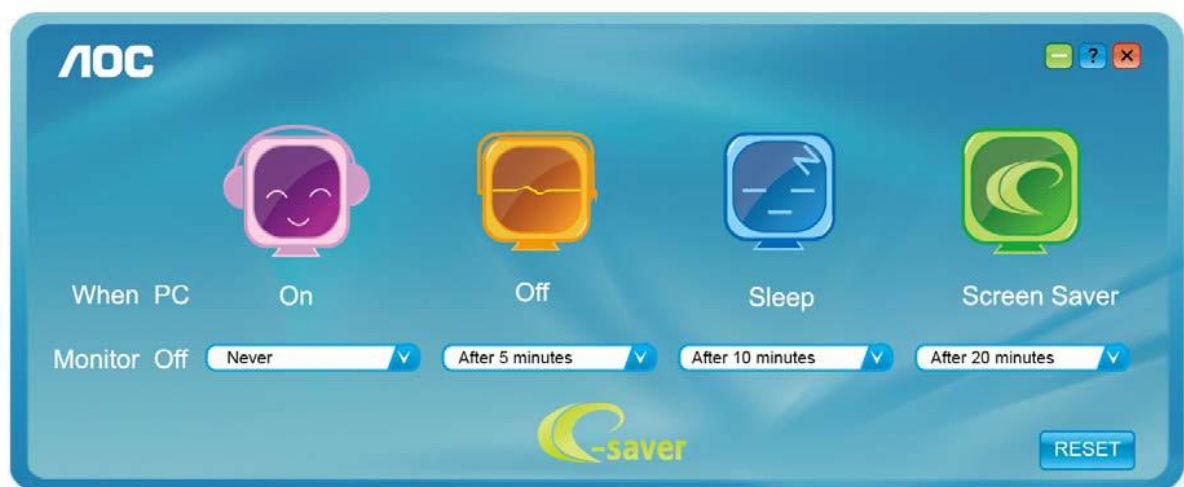 AOC
?
When PC On Off Sleep Screen Saver
Monitor Off Never After 5 minutes After 10 minutes After 20 minutes
e-saver
RESET